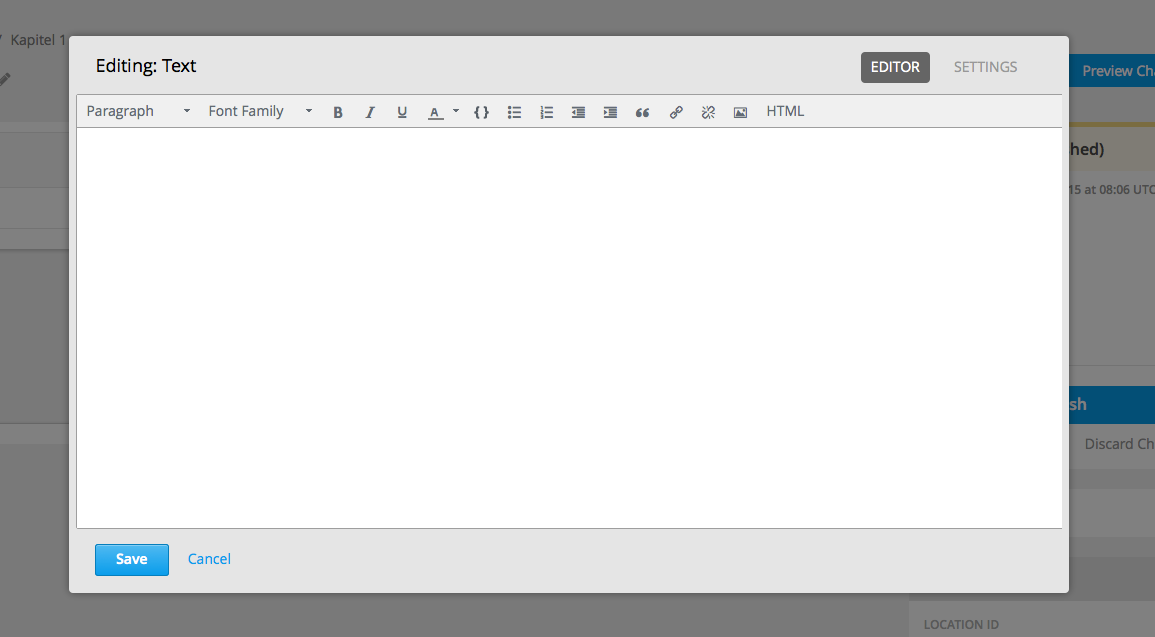 / Kapitel 1
Editing: Text
EDITOR
SETTINGS
Preview Ch
Paragraph
Font Family
B
I
U
A
{ }
HTML
hed)
15 at 08:06 UTC
sh
Discard Ch
Save
Cancel
LOCATION ID